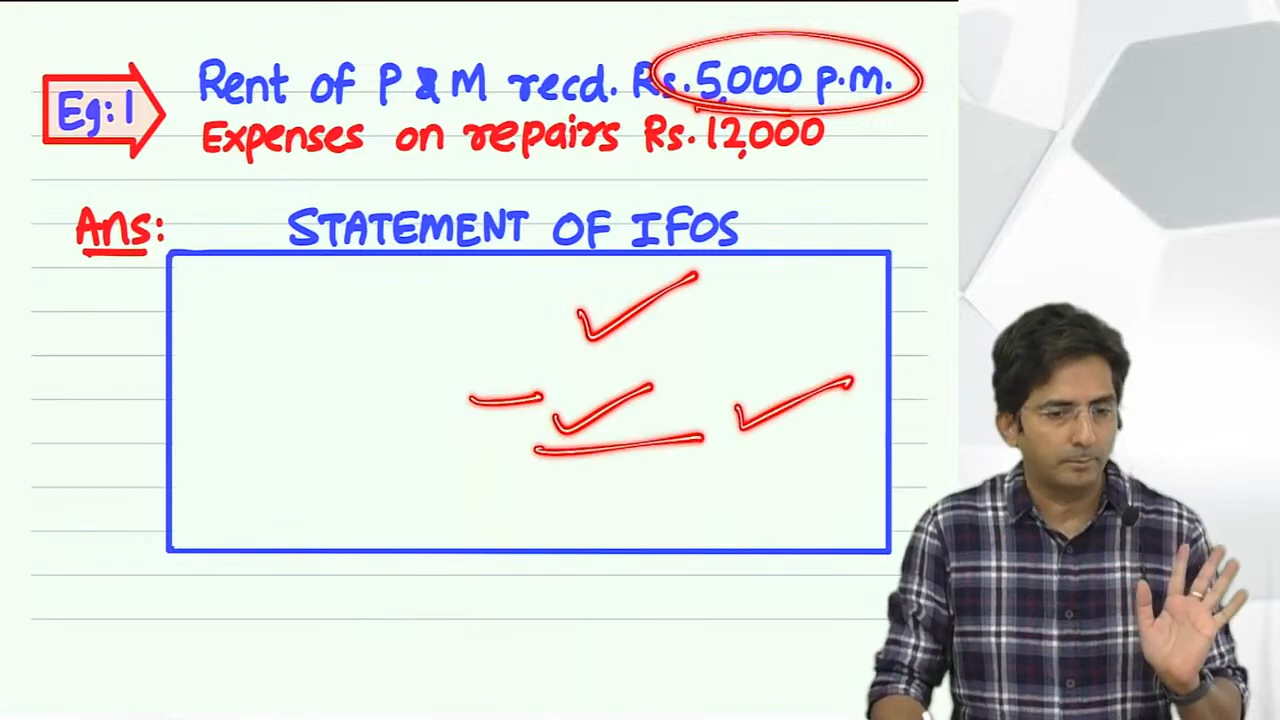 Eg:1
Rent of P & M recd. Rs.5,000 p.m.
Expenses on repairs Rs.12,000
Ans:
STATEMENT OF IFOS